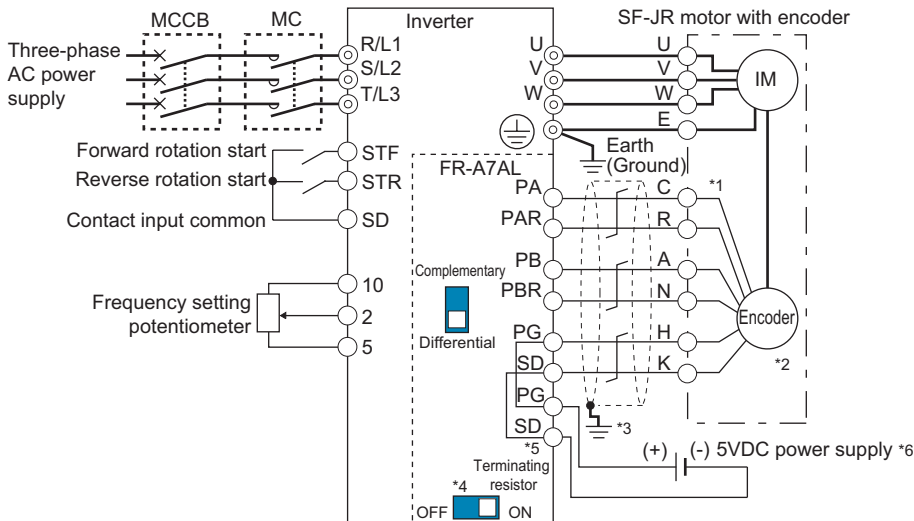 MCCB
MC
Inverter
SF-JR motor with encoder
Three-phase
AC power
supply
R/L1
S/L2
T/L3
U
V
W
U
V
W
E
IM
Earth
(Ground)
Forward rotation start
Reverse rotation start
Contact input common
STF
STR
SD
FR-A7AL
PA
PAR
PB
PBR
PG
SD
PG
SD
C
R
A
N
H
K
*1
Encoder
*2
*3
Frequency setting
potentiometer
10
2
5
Complementary
Differential
*5
(+)
(-)
5VDC power supply *6
Terminating
resistor
*4
OFF
ON